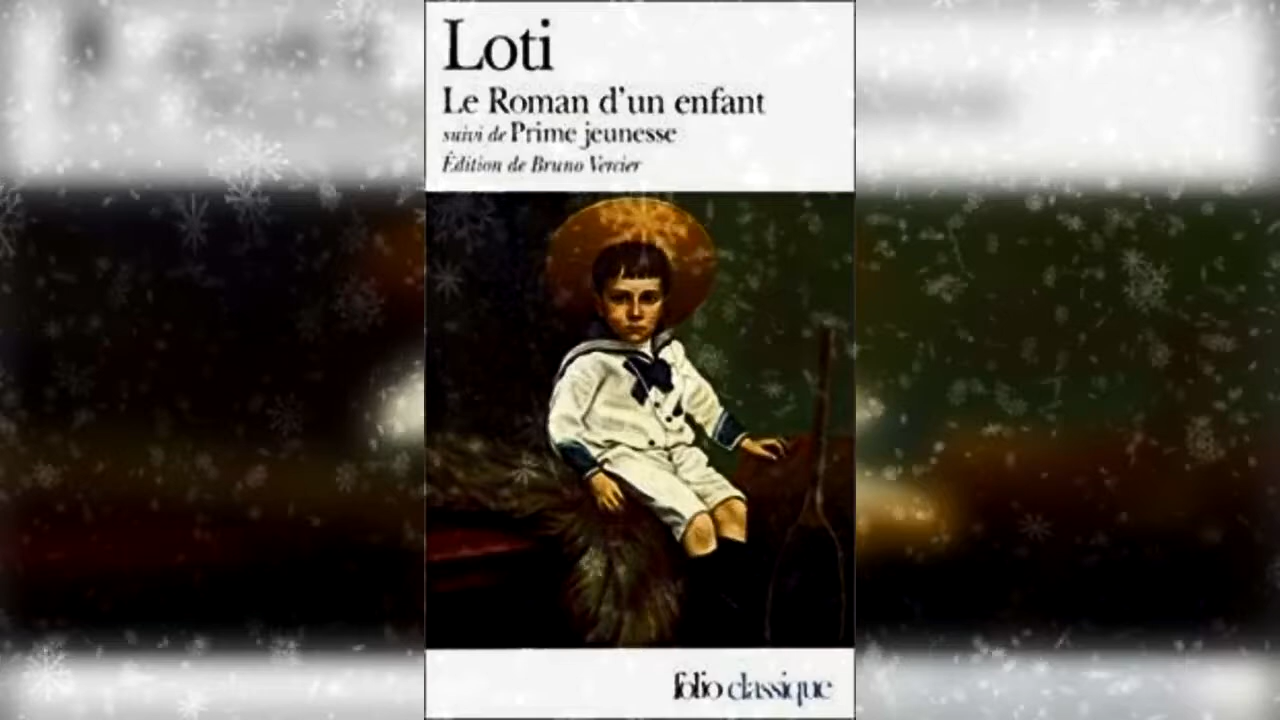 Loti
Le Roman d'un enfant
suivi de Prime jeunesse
Édition de Bruno Vercier
folio classique